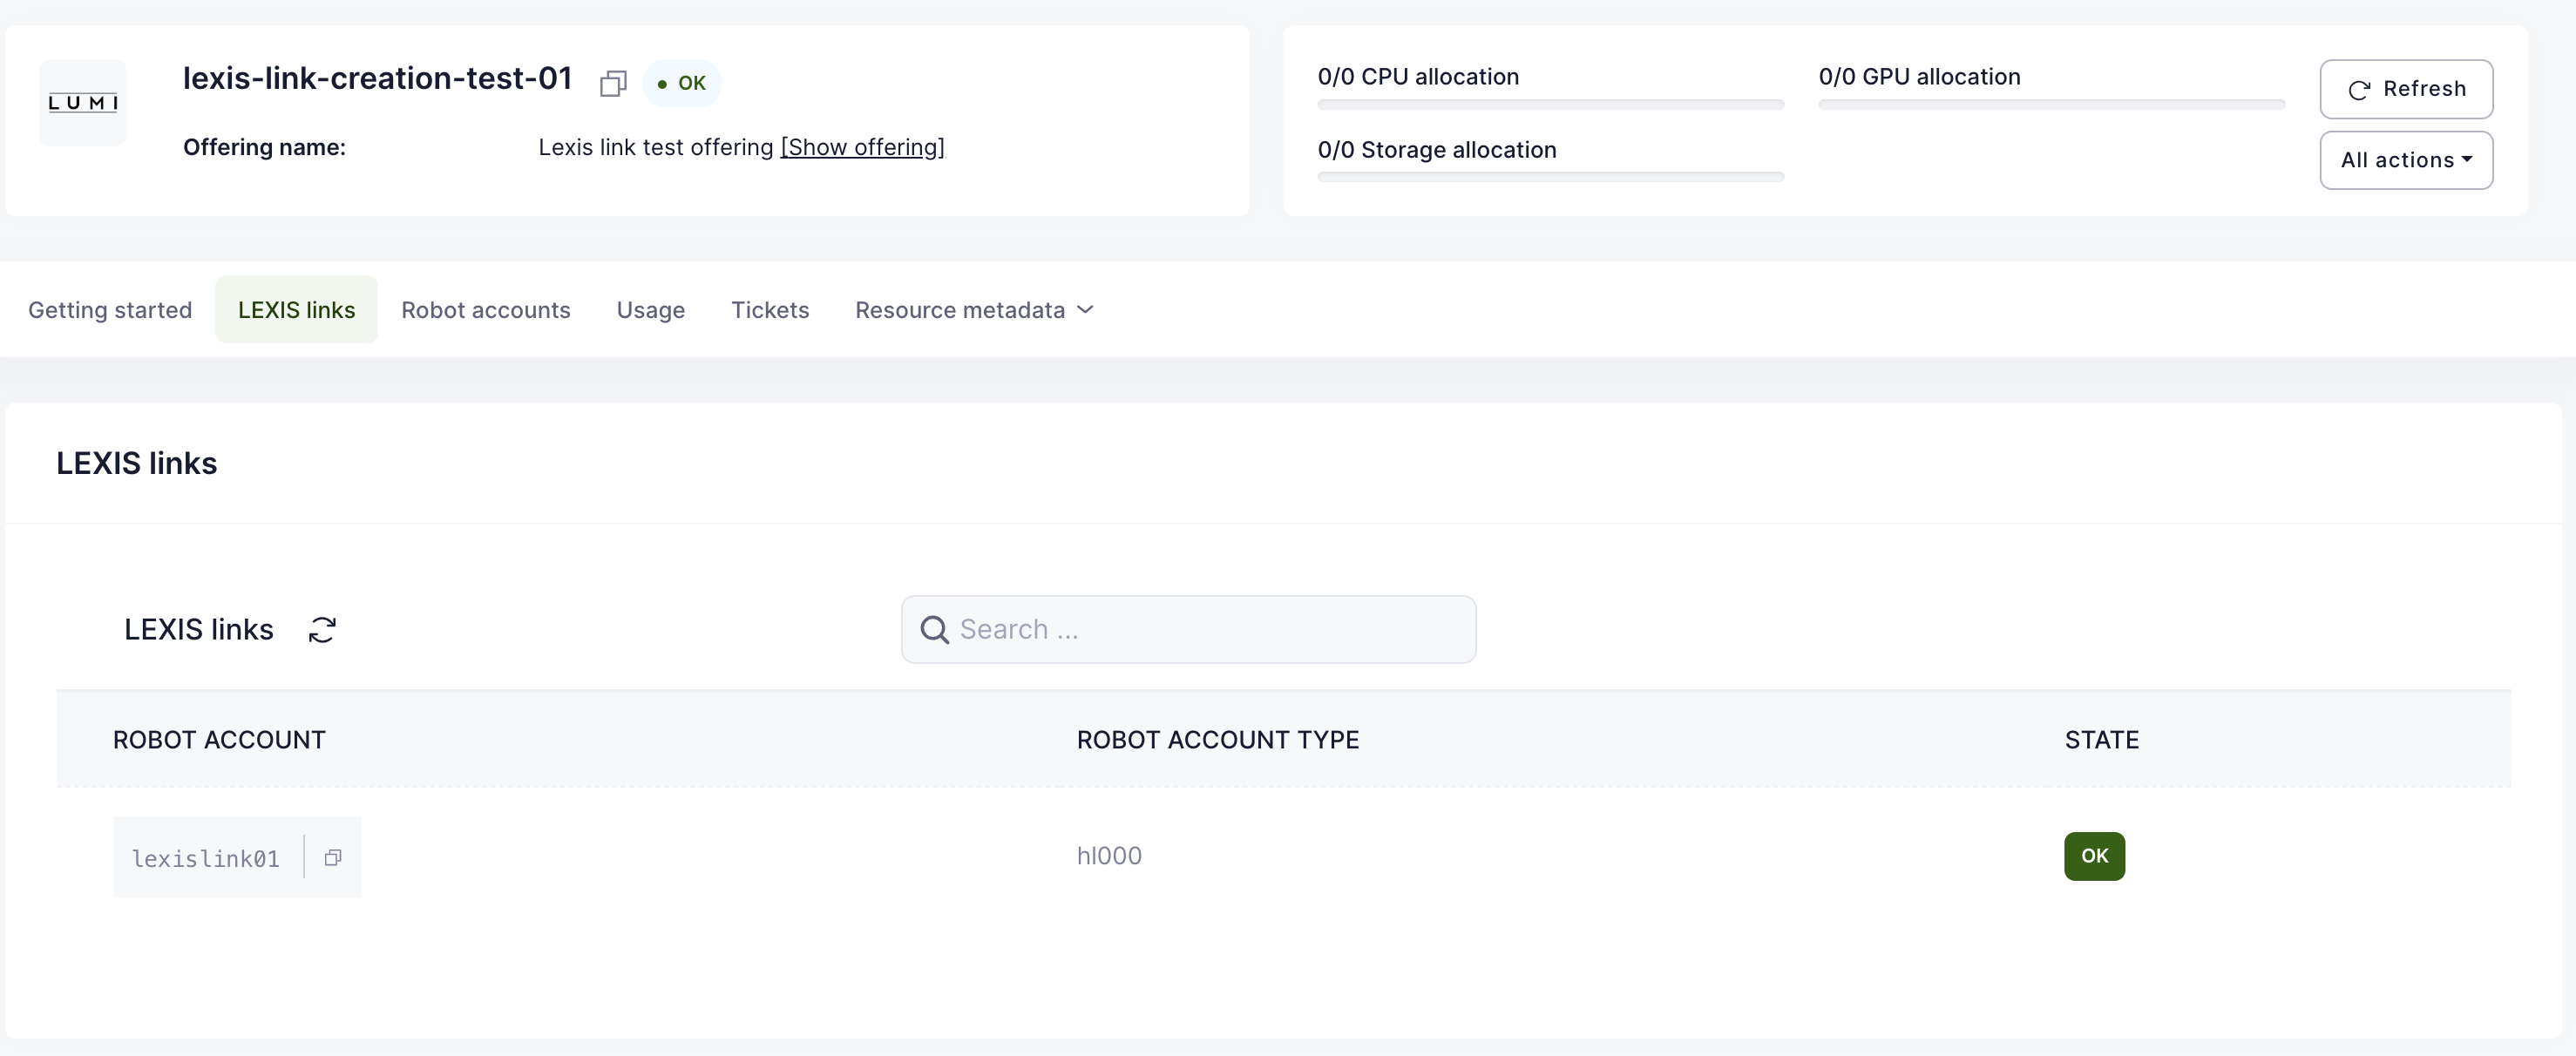 LUMI
lexis-link-creation-test-01
OK
Offering name: Lexis link test offering [Show offering]
0/0 CPU allocation
0/0 GPU allocation
0/0 Storage allocation
Refresh
All actions
Getting started LEXIS links Robot accounts Usage Tickets Resource metadata
LEXIS links
LEXIS links
Search ...
ROBOT ACCOUNT ROBOT ACCOUNT TYPE STATE
lexislink01 hl000 OK